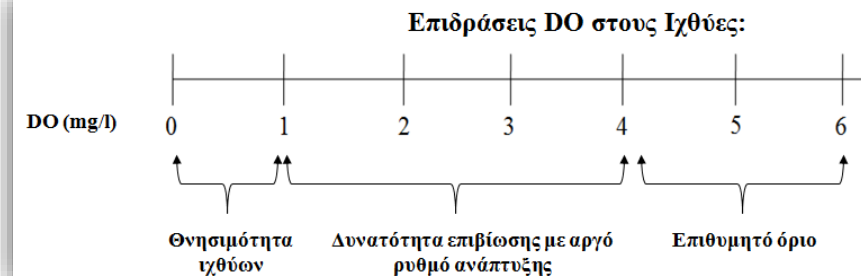 Επιδράσεις DO στους Ιχθύες:
DO (mg/l)
0 1 2 3 4 5 6
Θνησιμότητα
ιχθύων
Δυνατότητα επιβίωσης με αργό
ρυθμό ανάπτυξης
Επιθυμητό όριο